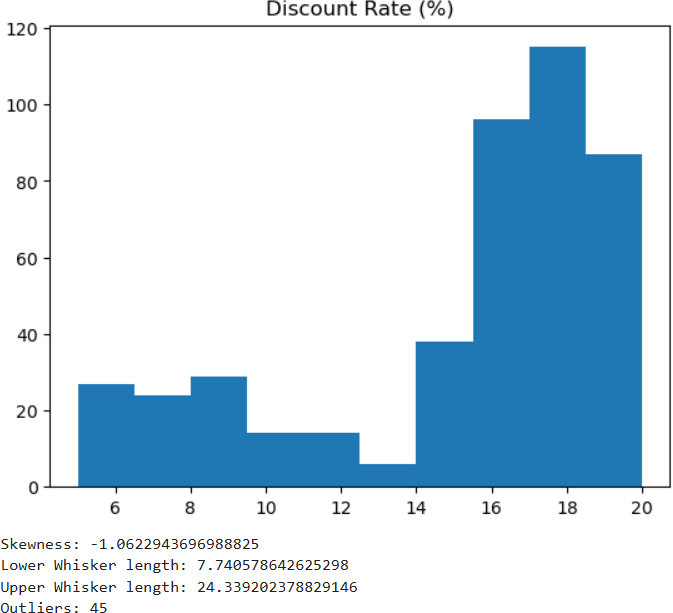 Discount Rate (%)
120
100
80
60
40
20
0
6 8 10 12 14 16 18 20
Skewness: -1.0622943696988825
Lower Whisker length: 7.740578642625298
Upper Whisker length: 24.339202378829146
Outliers: 45